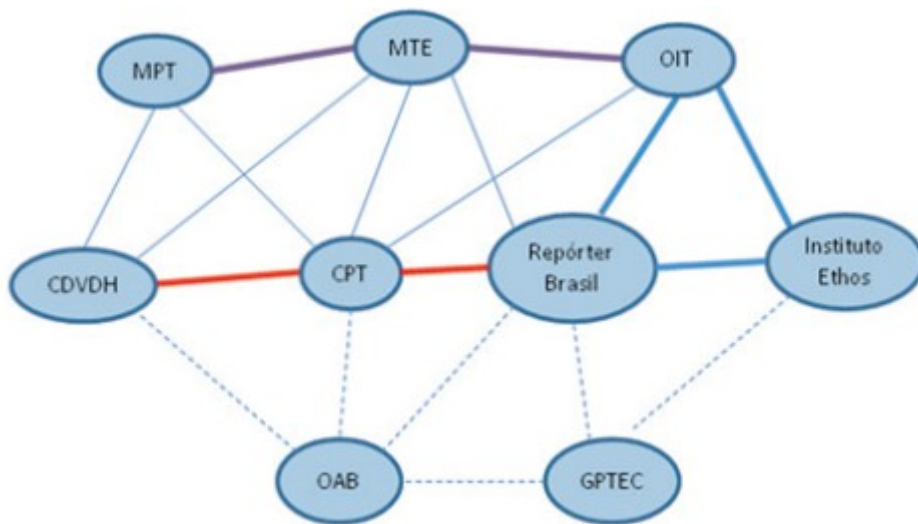 MPT
MTE
OIT
CDVDH
CPT
Repórter
Brasil
Instituto
Ethos
OAB
GPTEC